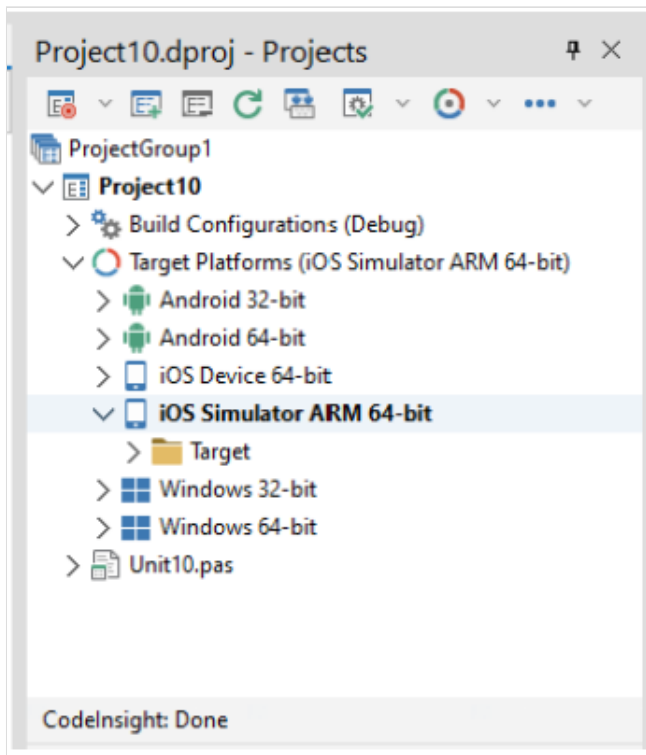 Project10.dproj - Projects
ProjectGroup1
Project10
Build Configurations (Debug)
Target Platforms (iOS Simulator ARM 64-bit)
Android 32-bit
Android 64-bit
iOS Device 64-bit
iOS Simulator ARM 64-bit
Target
Windows 32-bit
Windows 64-bit
Unit10.pas
CodeInsight: Done